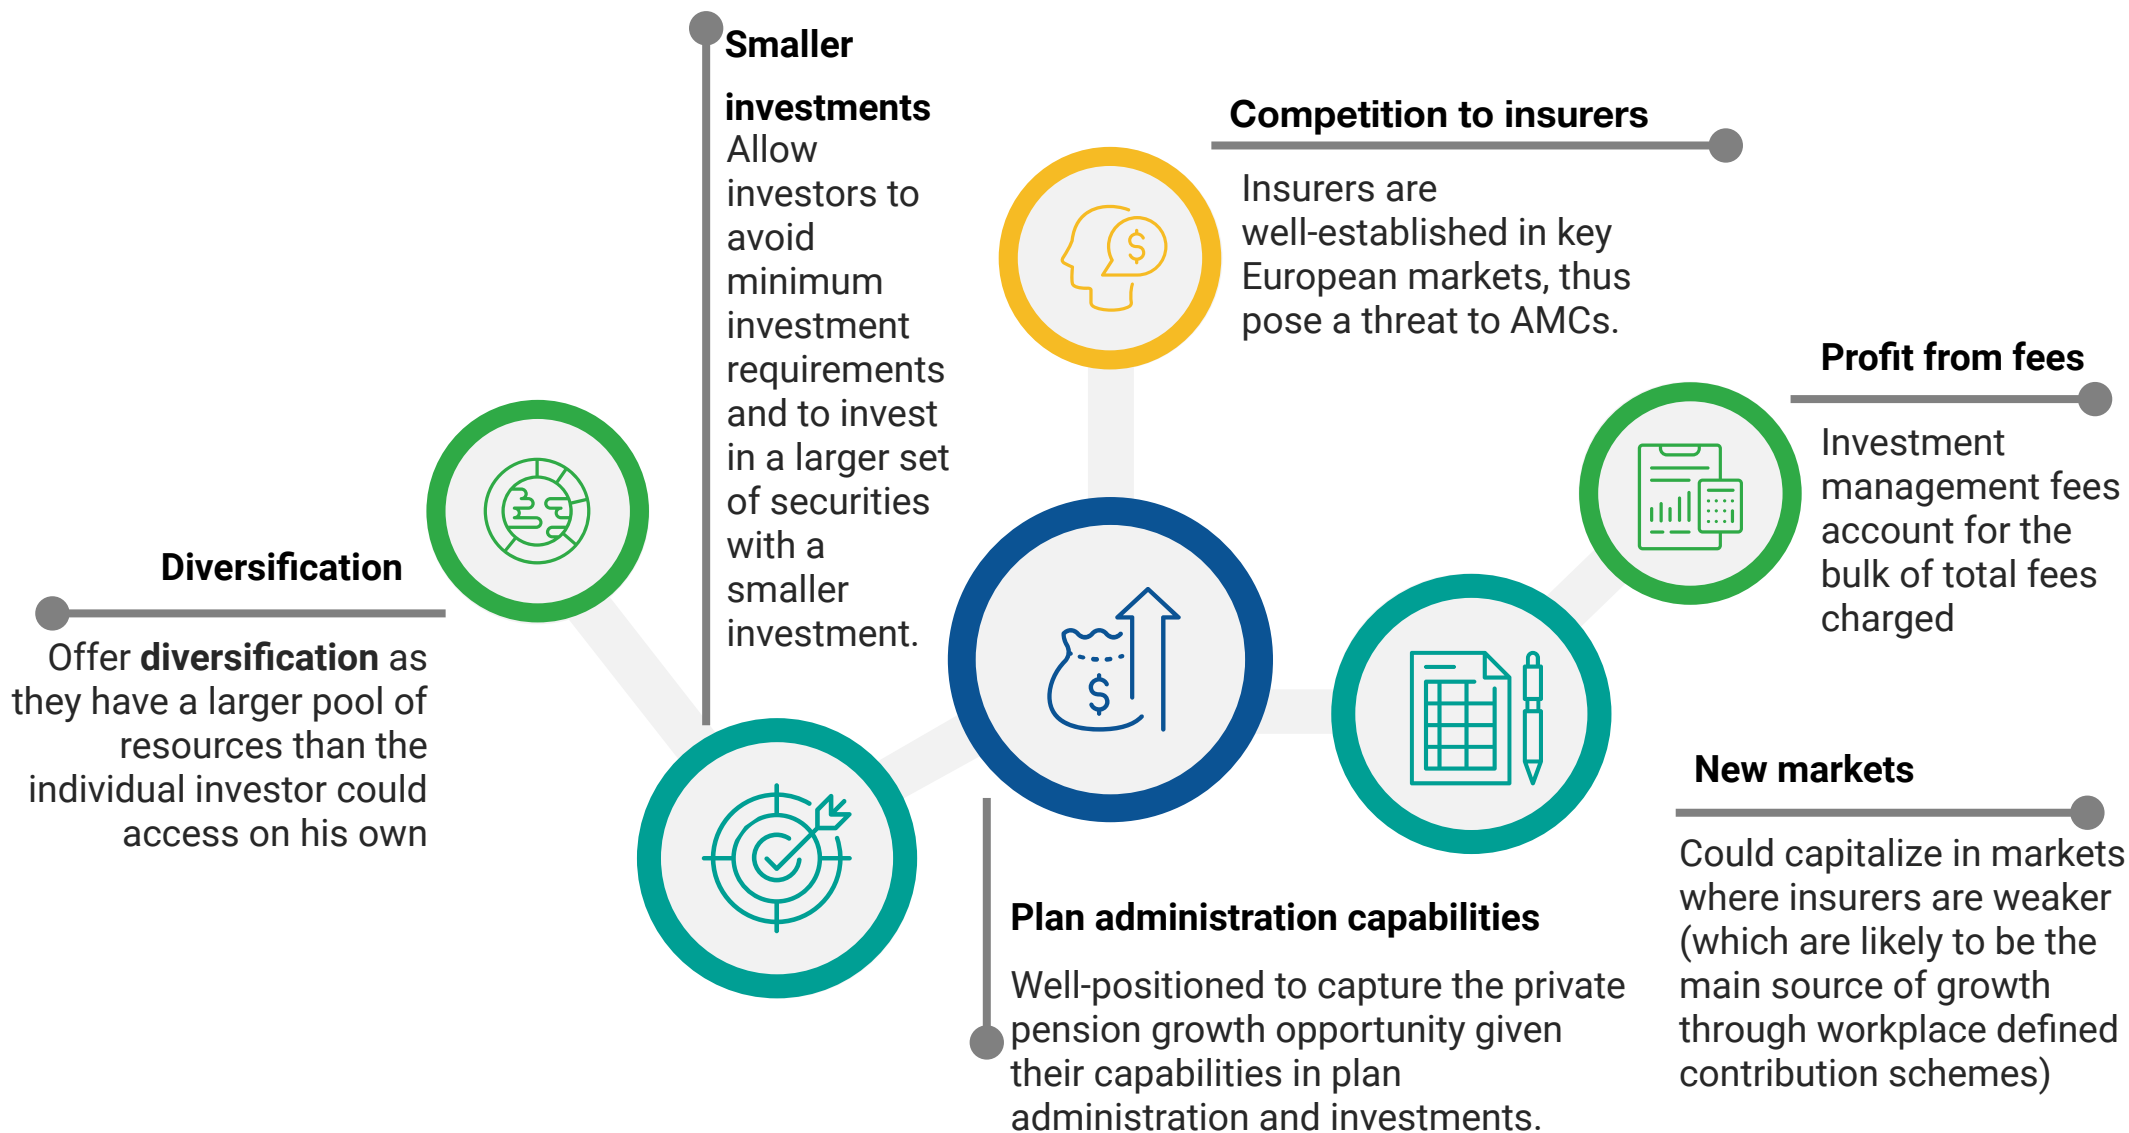 Smaller
investments
Allow
investors to
avoid
minimum
investment
requirements
and to invest
in a larger set
of securities
with a
smaller
investment.
Competition to insurers
Insurers are
well-established in key
European markets, thus
pose a threat to AMCs.
Profit from fees
Investment
management fees
account for the
bulk of total fees
charged
Diversification
Offer diversification as
they have a larger pool of
resources than the
individual investor could
access on his own
$
$
New markets
Could capitalize in markets
where insurers are weaker
(which are likely to be the
main source of growth
through workplace defined
contribution schemes)
Plan administration capabilities
Well-positioned to capture the private
pension growth opportunity given
their capabilities in plan
administration and investments.